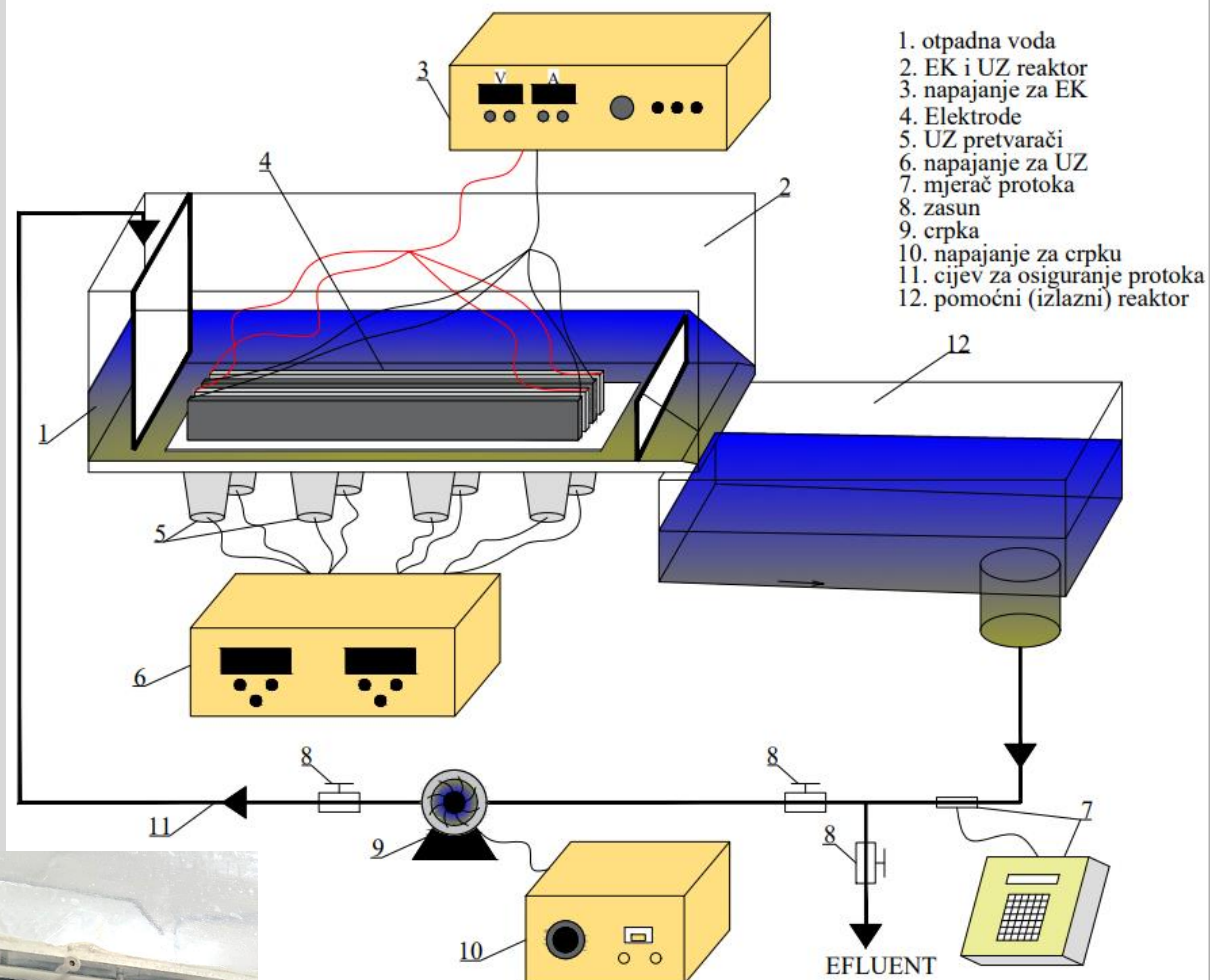 V A
3
4
2
1
5
6
12
8
8
7
11
9
8
10
EFLUENT
1. otpadna voda
2. EK i UZ reaktor
3. napajanje za EK
4. Elektrode
5. UZ pretvarači
6. napajanje za UZ
7. mjerač protoka
8. zasun
9. crpka
10. napajanje za crpku
11. cijev za osiguranje protoka
12. pomoćni (izlazni) reaktor